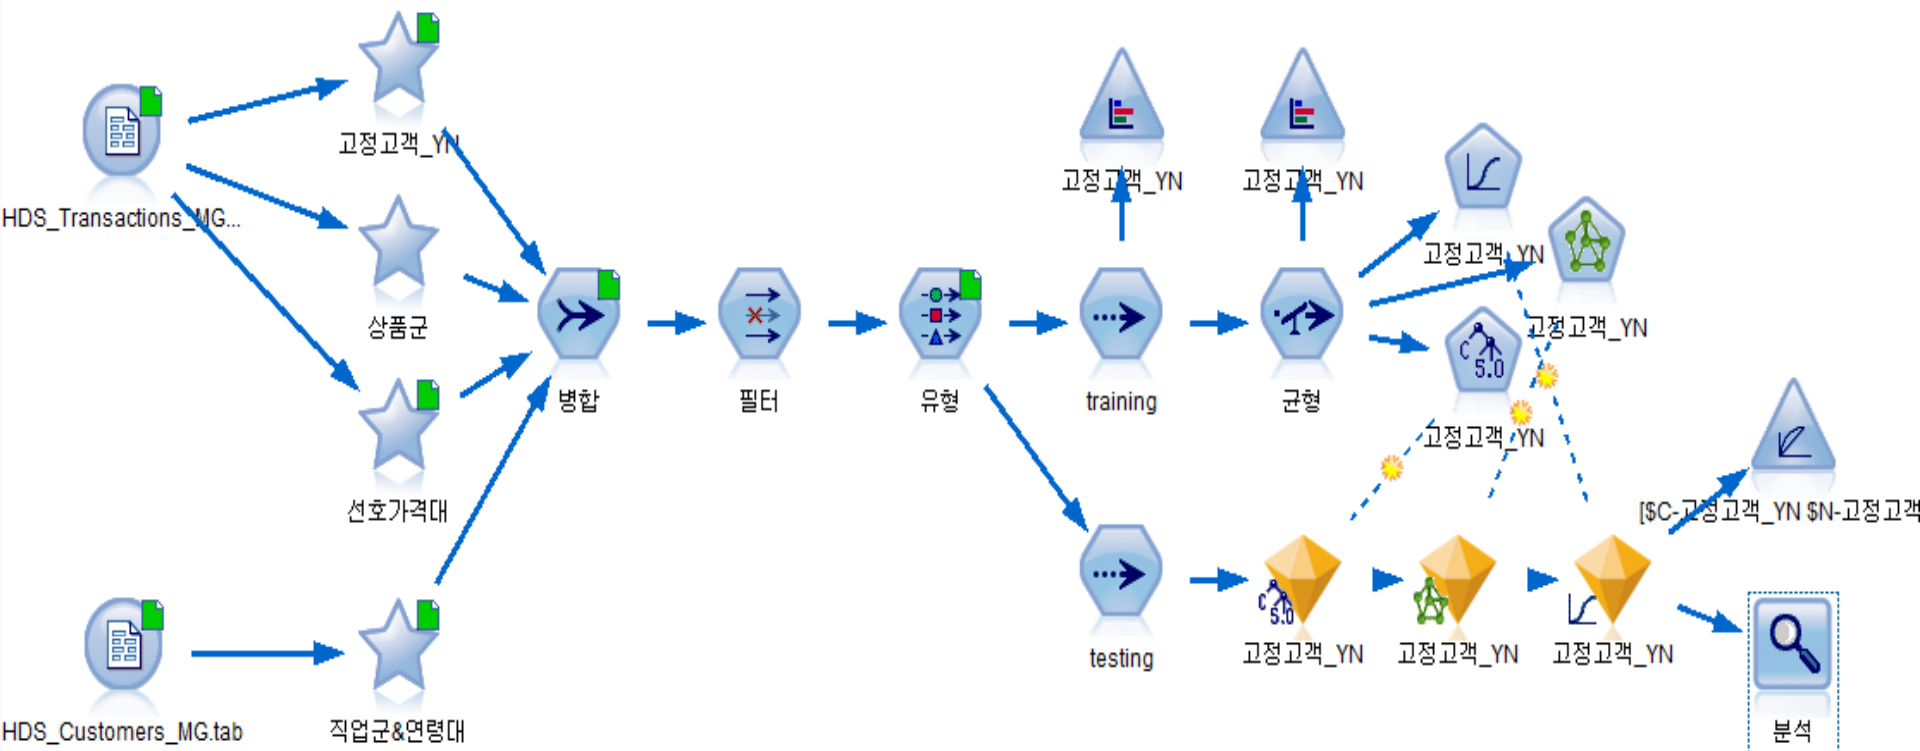 고정고객_YN
HDS_Transactions_MG...
상품군
선호가격대
HDS_Customers_MG.tab
직업군&연령대
병합
필터
유형
training
균형
고정고객_YN
고정고객_YN
고정고객_YN
고정고객_YN
C 5.0
고정고객_YN
testing
C 5.0
고정고객_YN
고정고객_YN
고정고객_YN
[$C-고정고객_YN $N-고정고객
분석